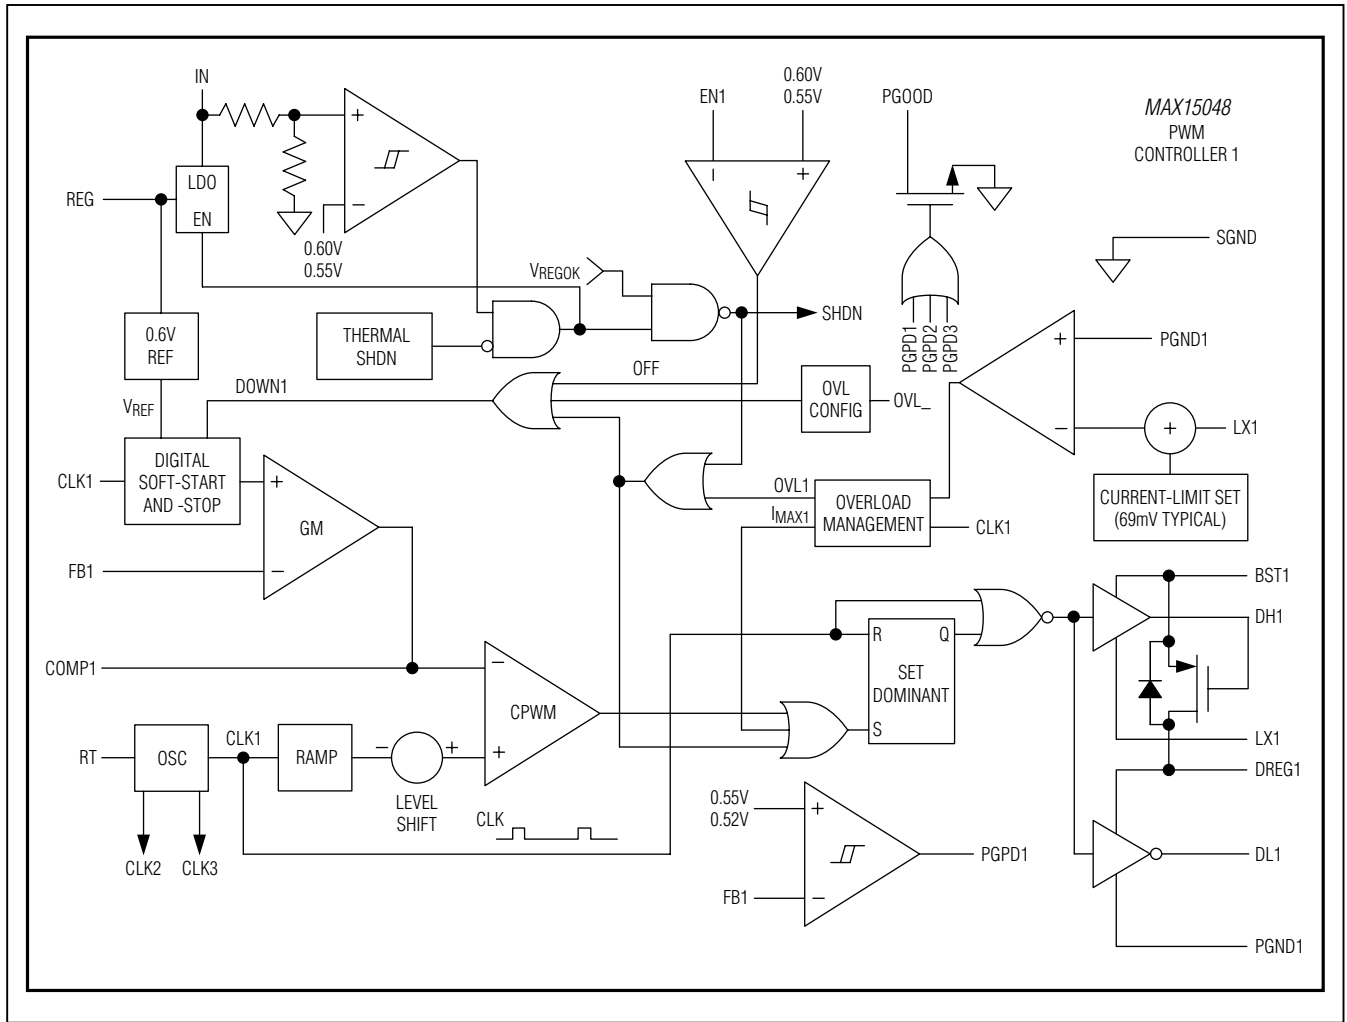 IN
EN1
0.60V
0.55V
PGOOD
MAX15048
PWM
CONTROLLER 1
+
LDO
EN
REG
−
0.60V
0.55V
−
+
SGND
VREGOK
SHDN
PGPD1
PGPD2
PGPD3
0.6V
REF
THERMAL
SHDN
+
PGND1
OFF
OVL
CONFIG
OVL_
DOWN1
VREF
−
+
LX1
DIGITAL
SOFT-START
AND -STOP
CLK1
+
GM
−
FB1
OVL1
IMAX1
OVERLOAD
MANAGEMENT
CLK1
CURRENT-LIMIT SET
(69mV TYPICAL)
BST1
DH1
R
Q
SET
DOMINANT
S
COMP1
−
CPWM
+
RT
OSC
CLK1
RAMP
−
+
LEVEL
SHIFT
LX1
DREG1
CLK
CLK2
CLK3
0.55V
0.52V
+
−
FB1
PGPD1
DL1
PGND1